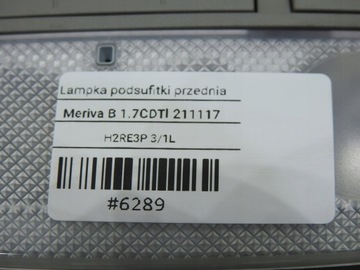 Lampka podsufitki przednia
Meriva B 1.7CDTİ 211117
H2RE3P 3/1L
#6289